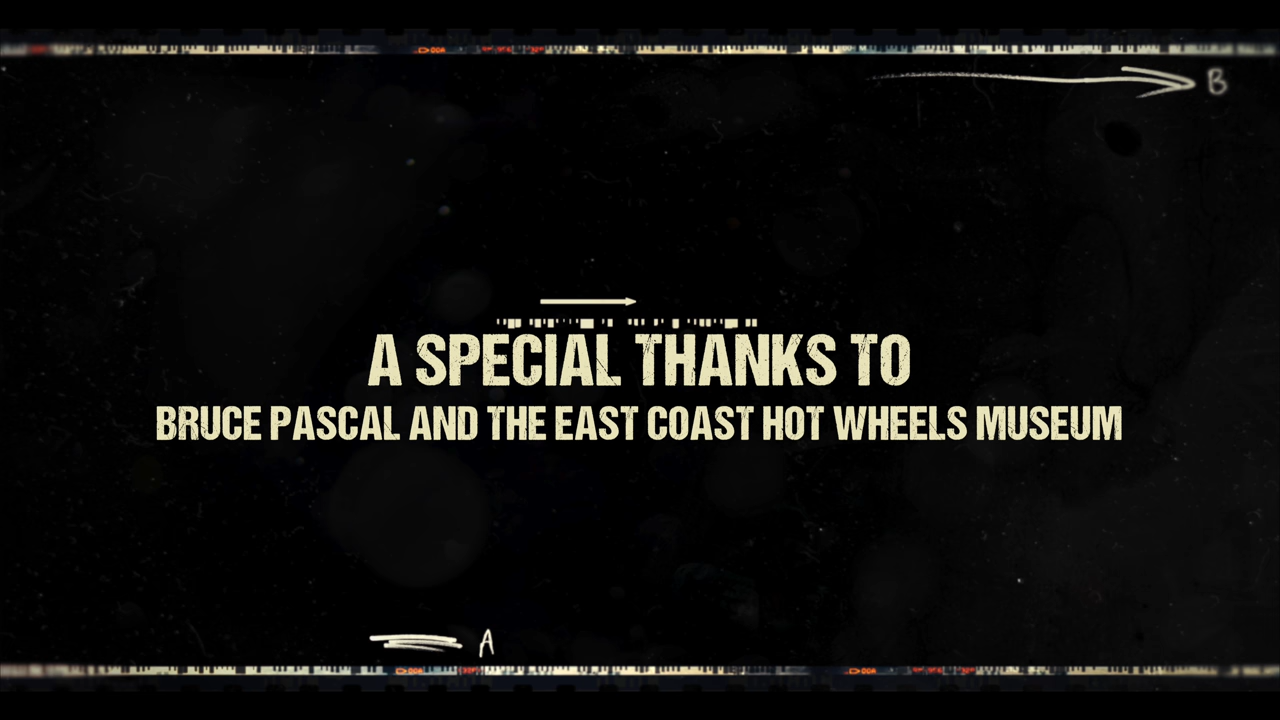 B
A SPECIAL THANKS TO
BRUCE PASCAL AND THE EAST COAST HOT WHEELS MUSEUM
A